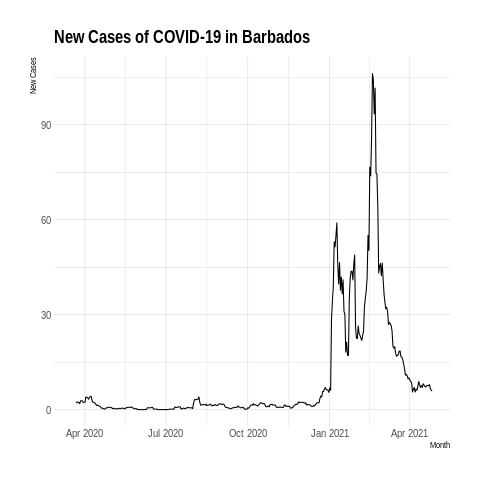 New Cases of COVID-19 in Barbados
New Cases
90
60
30
0
Apr 2020
Jul 2020
Oct 2020
Jan 2021
Apr 2021
Month